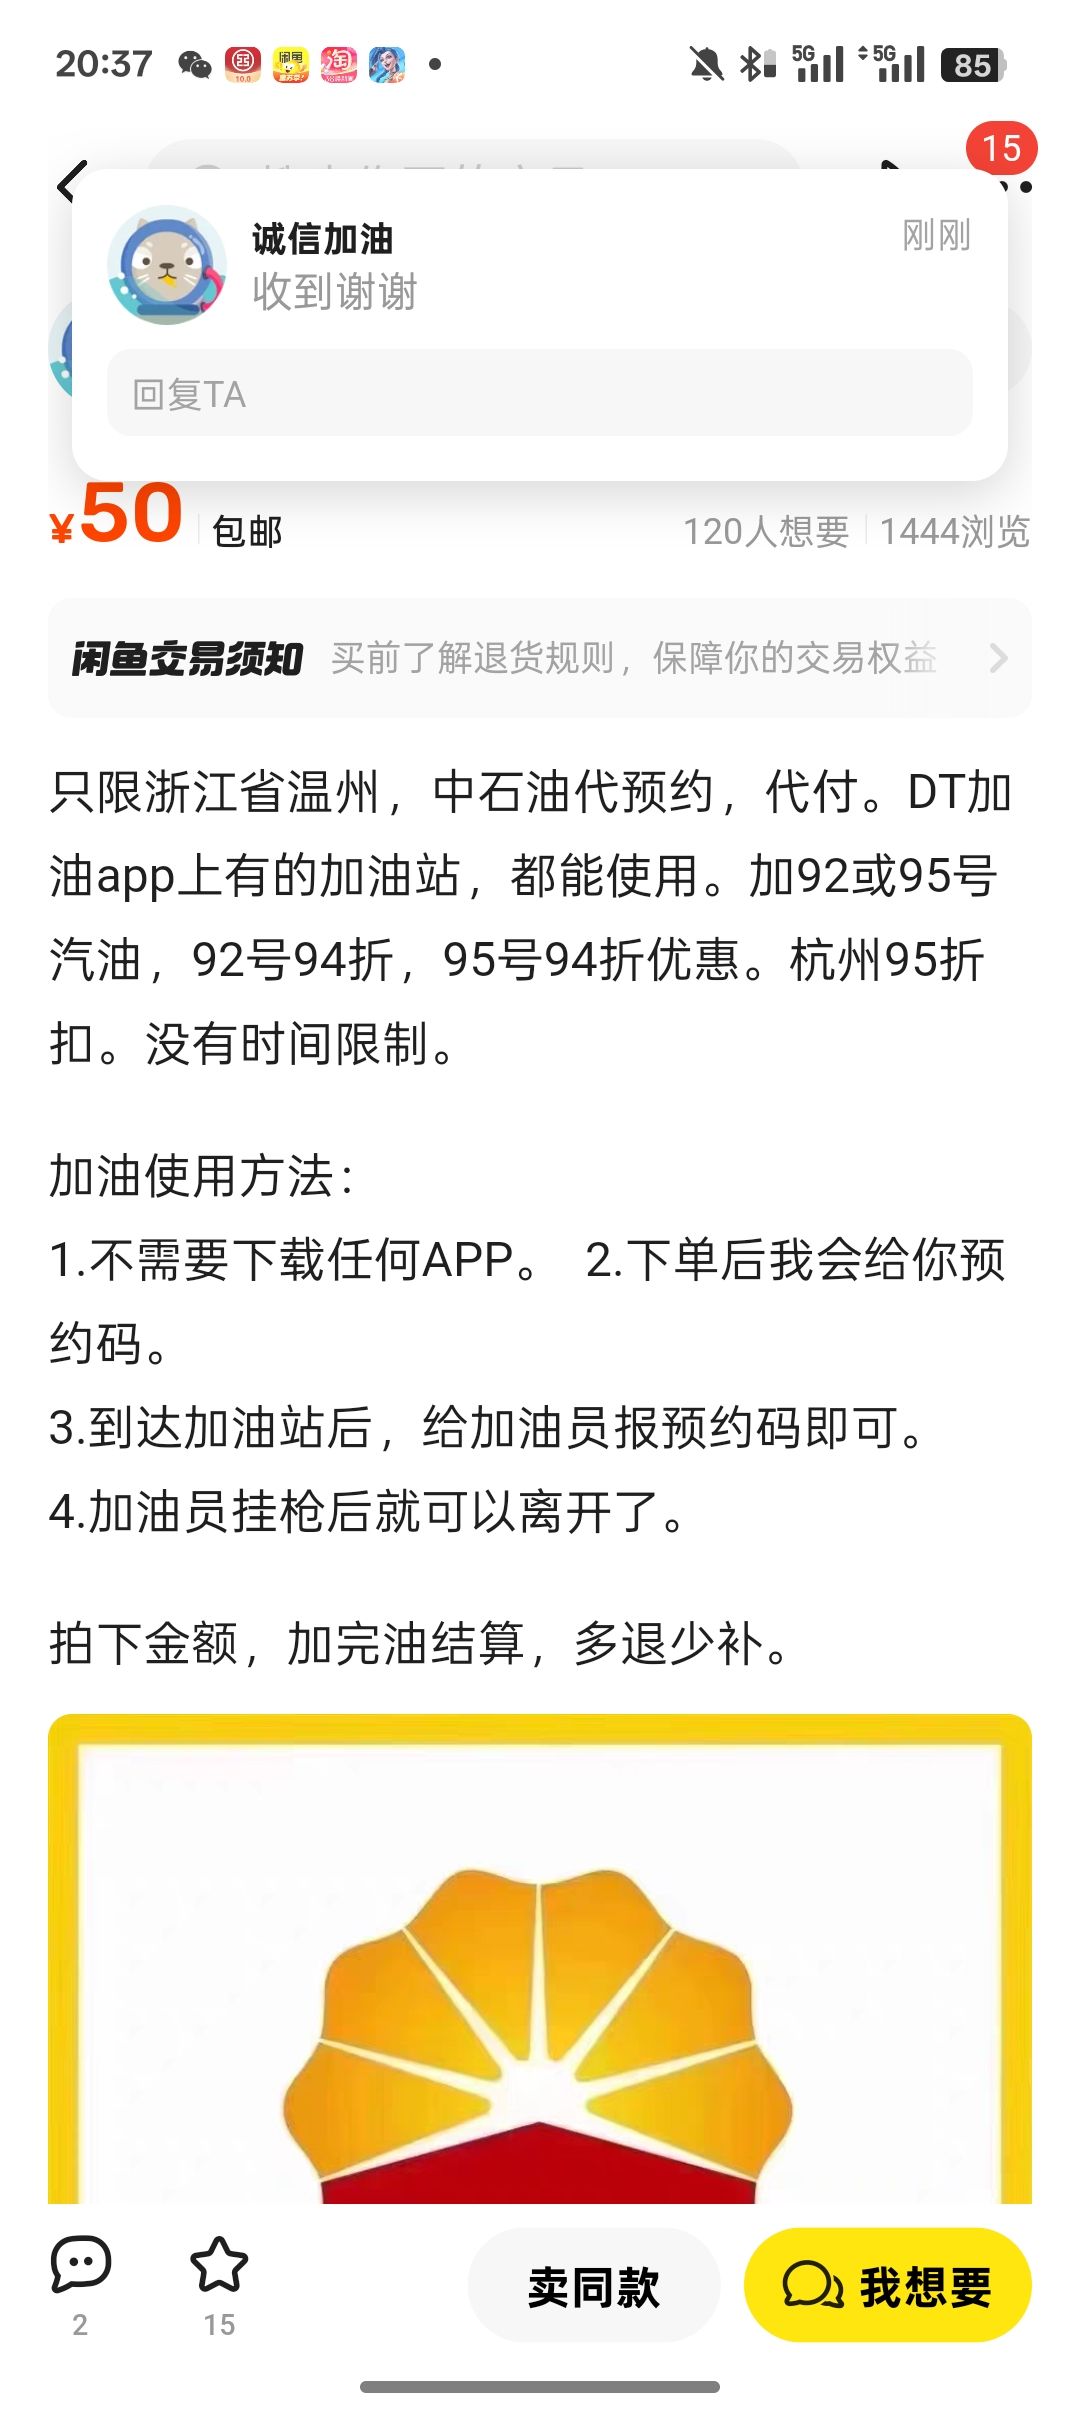 20:37
5G
5G
85
15
诚信加油
刚刚
收到谢谢
回复TA
¥50
包邮
120人想要
1444浏览
闲鱼交易须知
买前了解退货规则，保障你的交易权益
只限浙江省温州，中石油代预约，代付。DT加
油app上有的加油站，都能使用。加92或95号
汽油，92号94折，95号94折优惠。杭州95折
扣。没有时间限制。
加油使用方法：
1.不需要下载任何APP。 2.下单后我会给你预
约码。
3.到达加油站后，给加油员报预约码即可。
4.加油员挂枪后就可以离开了。
拍下金额，加完油结算，多退少补。
2
15
卖同款
我想要